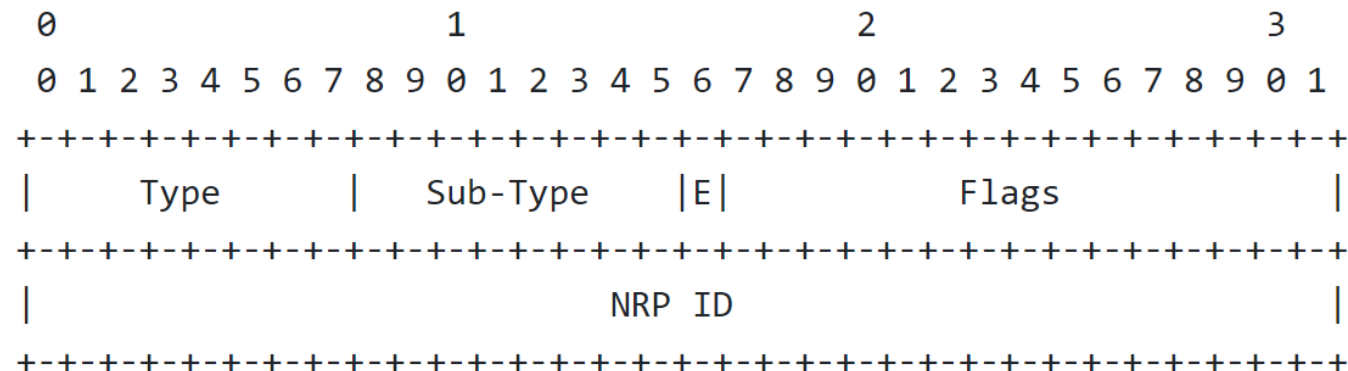 0                   1                   2                   3
 0 1 2 3 4 5 6 7 8 9 0 1 2 3 4 5 6 7 8 9 0 1 2 3 4 5 6 7 8 9 0 1
+-+-+-+-+-+-+-+-+-+-+-+-+-+-+-+-+-+-+-+-+-+-+-+-+-+-+-+-+-+-+-+-+
|     Type      |   Sub-Type    |E|           Flags             |
+-+-+-+-+-+-+-+-+-+-+-+-+-+-+-+-+-+-+-+-+-+-+-+-+-+-+-+-+-+-+-+-+
|                            NRP ID                             |
+-+-+-+-+-+-+-+-+-+-+-+-+-+-+-+-+-+-+-+-+-+-+-+-+-+-+-+-+-+-+-+-+